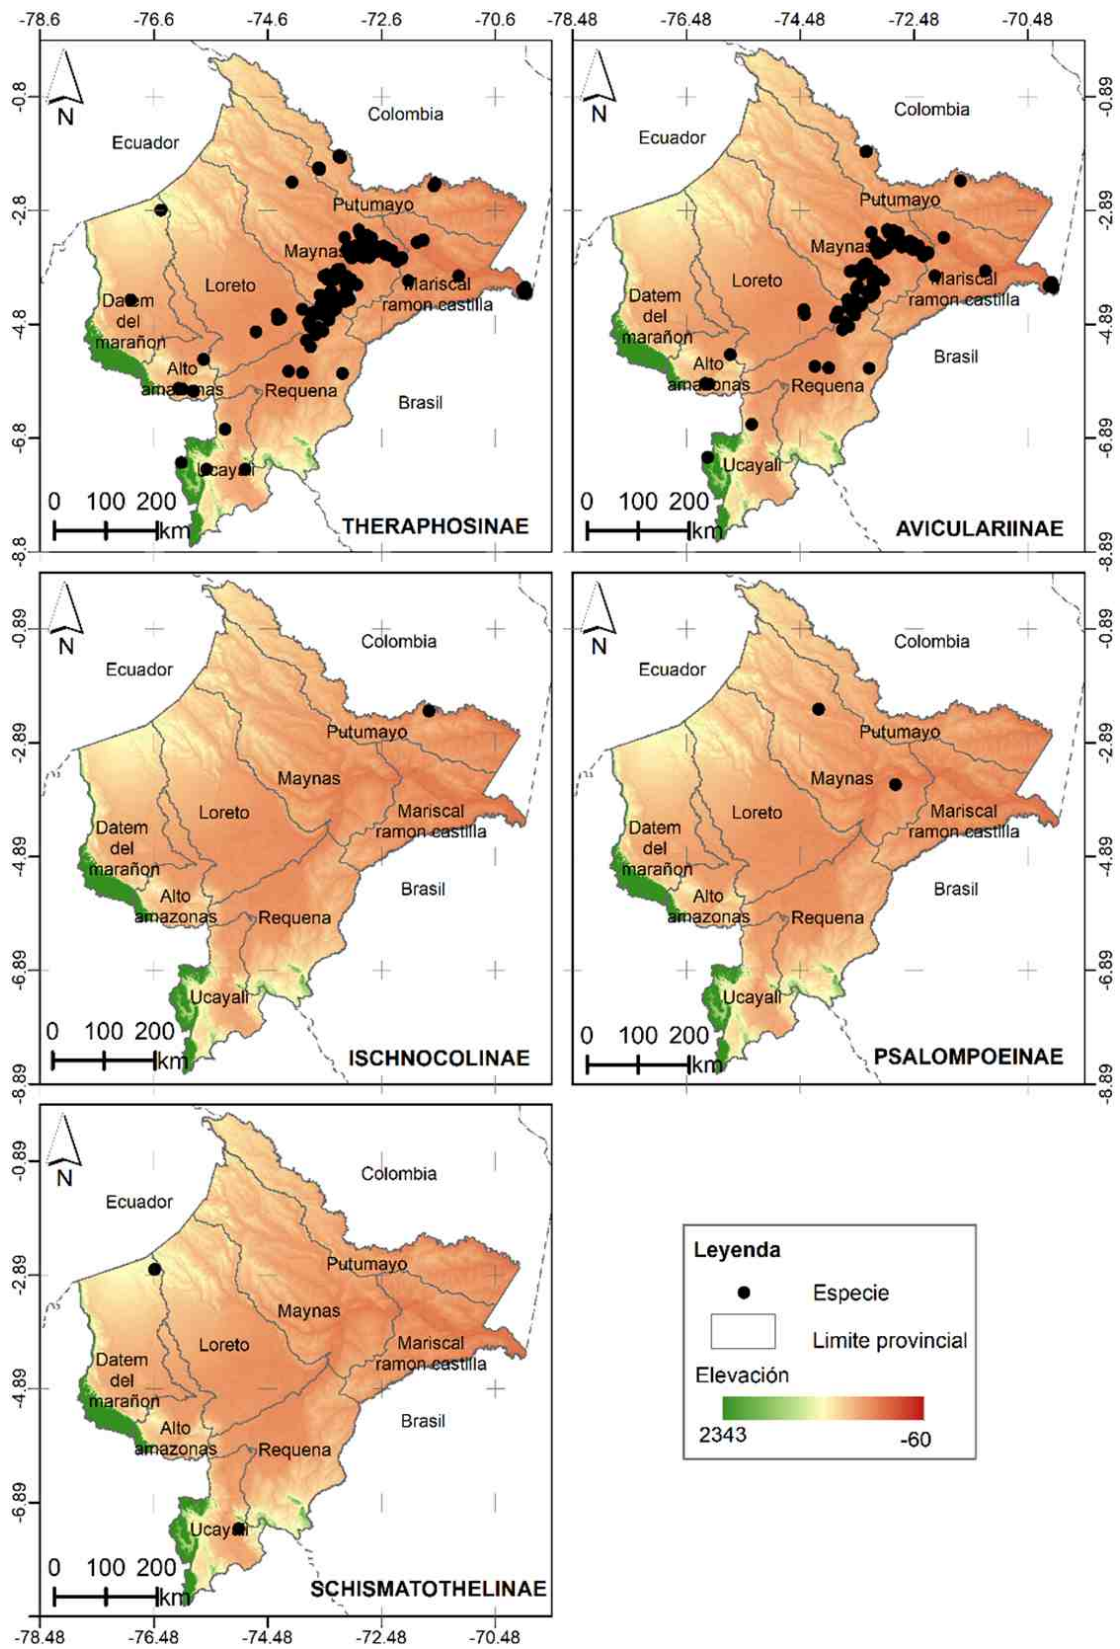 -78.6 -76.6 -74.6 -72.6 -70.6
-78.48 -76.48 -74.48 -72.48 -70.48
-0.8
-2.8
-4.8
-6.8
-8.8
N
Colombia
Ecuador
Putumayo
Maynas
Loreto
Mariscal
ramon castilla
Datem
del
marañon
Alto
amazonas
Requena
Brasil
Ucayali
0 100 200
km
THERAPHOSINAE
N
Colombia
Ecuador
Putumayo
Maynas
Loreto
Mariscal
ramon castilla
Datem
del
marañon
Alto
amazonas
Requena
Brasil
Ucayali
0 100 200
km
AVICULARIINAE
-0.89
-2.89
-4.89
-6.89
-8.89
-0.89
-2.89
-4.89
-6.89
-8.89
N
Colombia
Ecuador
Putumayo
Maynas
Loreto
Mariscal
ramon castilla
Datem
del
marañon
Alto
amazonas
Requena
Brasil
Ucayali
0 100 200
km
ISCHNOCOLINAE
N
Colombia
Ecuador
Putumayo
Maynas
Loreto
Mariscal
ramon castilla
Datem
del
marañon
Alto
amazonas
Requena
Brasil
Ucayali
0 100 200
km
PSALOMPOEINAE
-0.89
-2.89
-4.89
-6.89
-8.89
-0.89
-2.89
-4.89
-6.89
N
Colombia
Ecuador
Putumayo
Maynas
Loreto
Mariscal
ramon castilla
Datem
del
marañon
Alto
amazonas
Requena
Brasil
Ucayali
0 100 200
km
SCHISMATOTHELINAE
-78.48 -76.48 -74.48 -72.48 -70.48
Leyenda
Especie
Limite provincial
Elevación
2343 -60